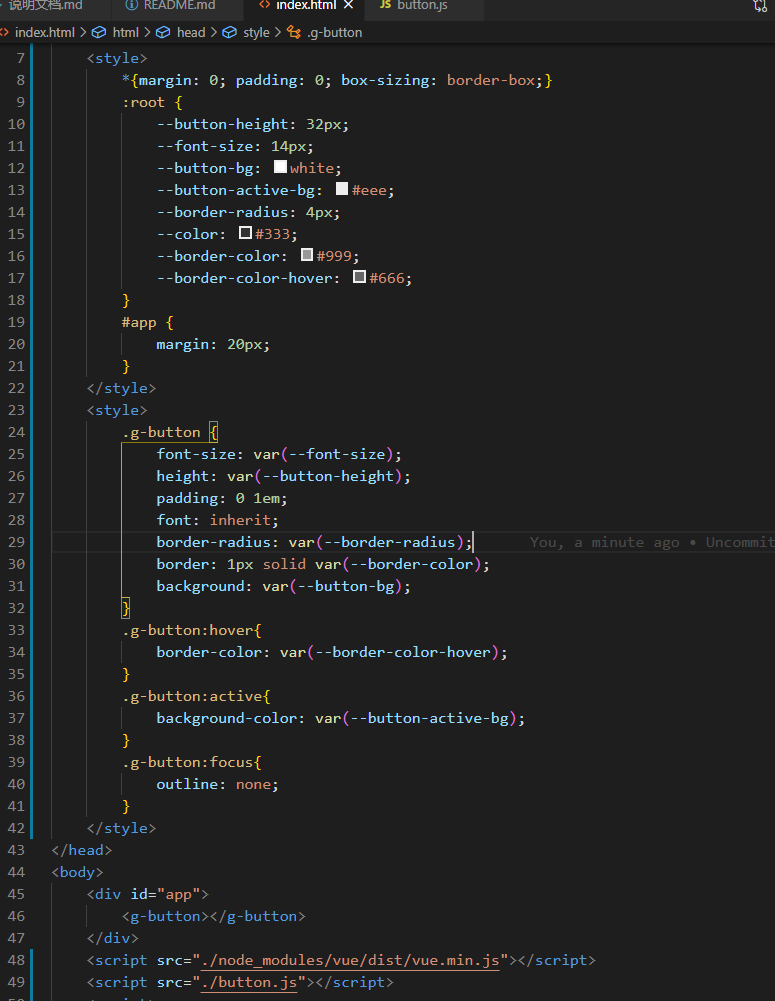 说明文档.md README.md index.html button.js
index.html > html > head > style > .g-button
7 <style>
8 *{margin: 0; padding: 0; box-sizing: border-box;}
9 :root {
10 --button-height: 32px;
11 --font-size: 14px;
12 --button-bg: white;
13 --button-active-bg: #eee;
14 --border-radius: 4px;
15 --color: #333;
16 --border-color: #999;
17 --border-color-hover: #666;
18 }
19 #app {
20 margin: 20px;
21 }
22 </style>
23 <style>
24 .g-button {
25 font-size: var(--font-size);
26 height: var(--button-height);
27 padding: 0 1em;
28 font: inherit;
29 border-radius: var(--border-radius); You, a minute ago • Uncommit
30 border: 1px solid var(--border-color);
31 background: var(--button-bg);
32 }
33 .g-button:hover{
34 border-color: var(--border-color-hover);
35 }
36 .g-button:active{
37 background-color: var(--button-active-bg);
38 }
39 .g-button:focus{
40 outline: none;
41 }
42 </style>
43 </head>
44 <body>
45 <div id="app">
46 <g-button></g-button>
47 </div>
48 <script src="./node_modules/vue/dist/vue.min.js"></script>
49 <script src="./button.js"></script>